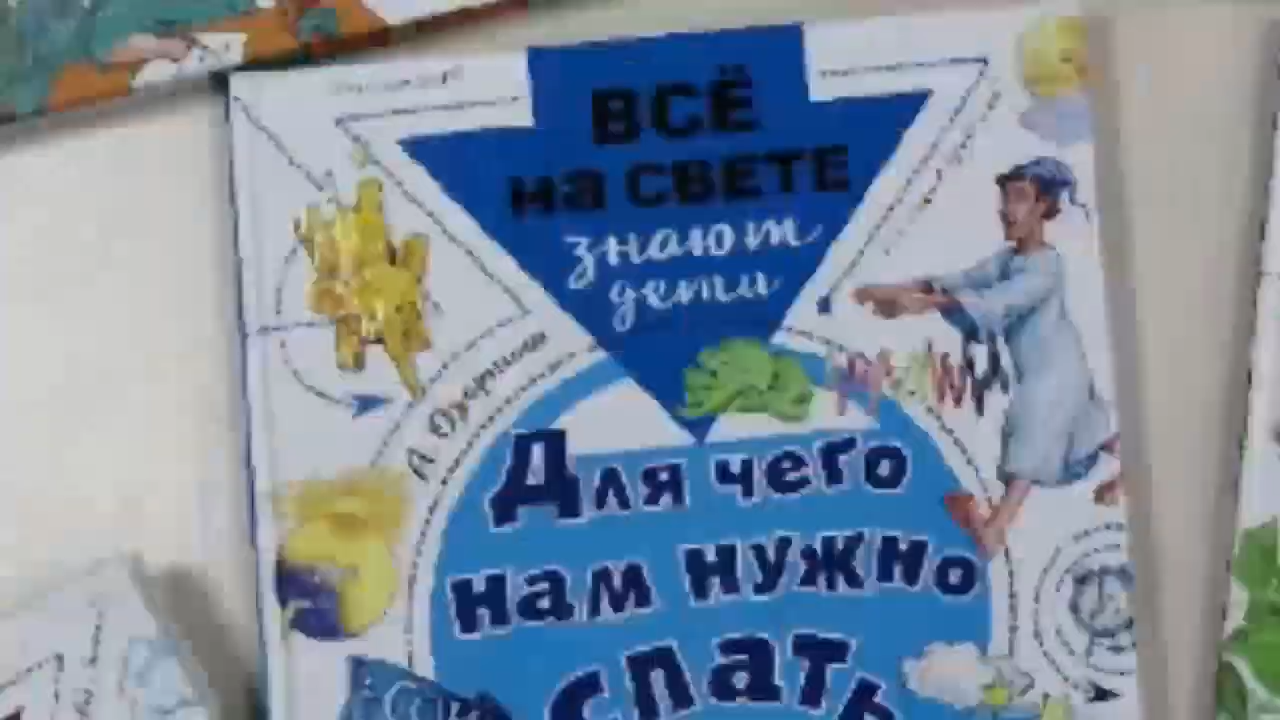 ВСЁ
на СВЕТЕ
знают
дети
Для чего
нам нужно
спать